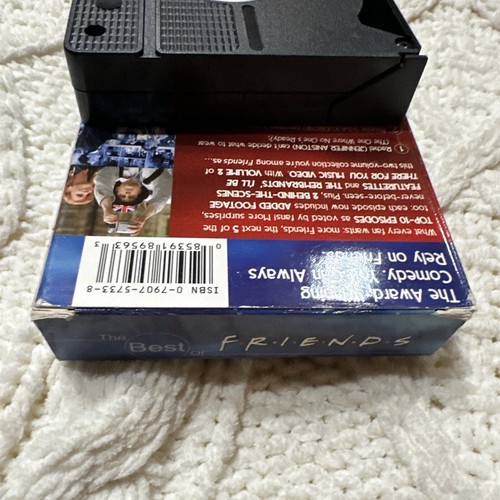 The Best of F·R·I·E·N·D·S
The Award-winning
Comedy You Can Always
Rely on Friends
ISBN 0-7907-5733-8
0 85391 89563 3
What every fan wants: more Friends, the next 5 of the
TOP 10 EPISODES as voted by fans! More surprises,
too: each episode now includes ADDED FOOTAGE
never-before-seen. Plus, 2 BEHIND-THE-SCENES
FEATURETTES and THE REMBRANDTS' I'LL BE
THERE FOR YOU MUSIC VIDEO. With VOLUME 2 of
this two-volume collection you're among Friends as...
1 Rachel (JENNIFER ANISTON) can't decide what to wear
(The One Where No One's Ready);